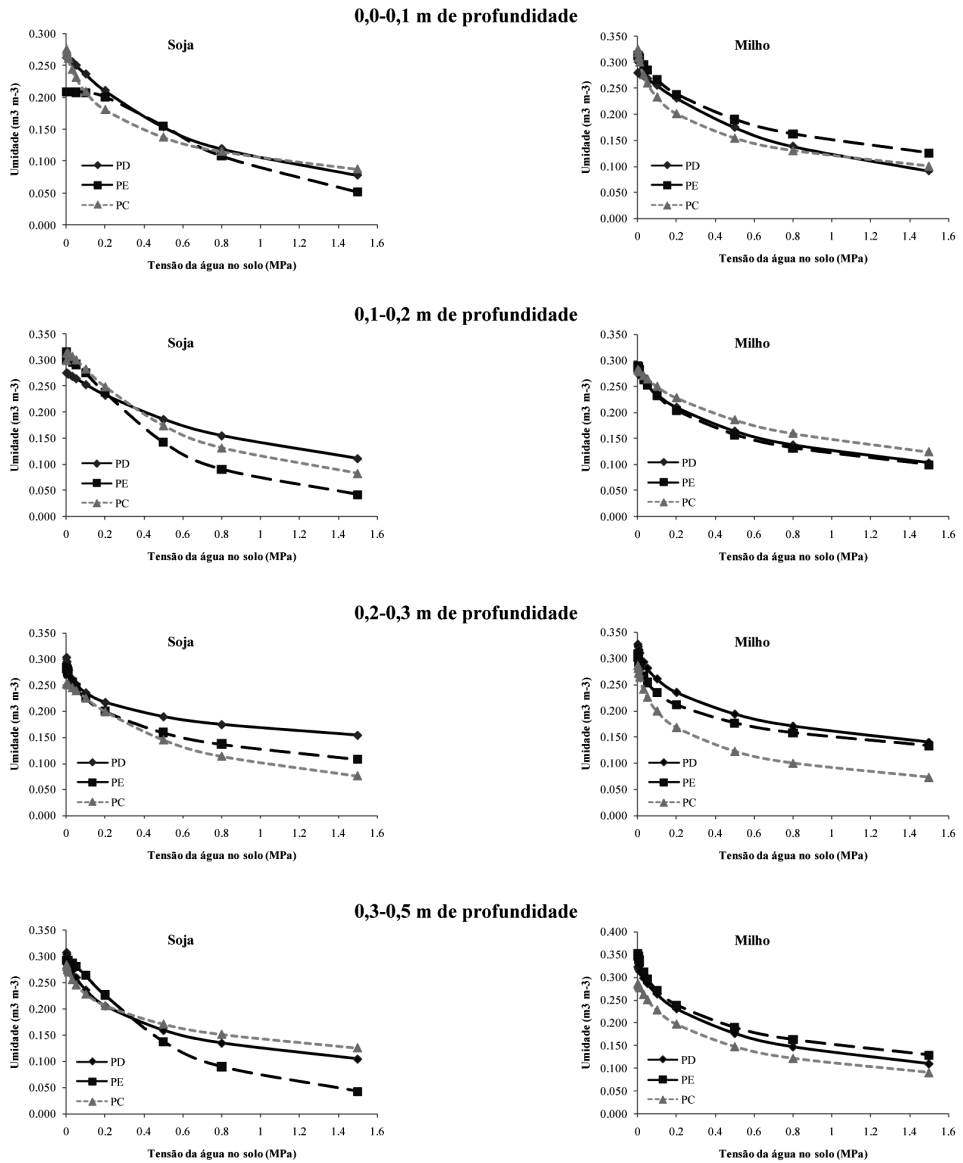 0,0-0,1 m de profundidade
Soja
Umidade (m3 m-3)
0.300
0.250
0.200
0.150
0.100
0.050
0.000
PD
PE
PC
0 0.2 0.4 0.6 0.8 1 1.2 1.4 1.6
Tensão da água no solo (MPa)
Milho
Umidade (m3 m-3)
0.350
0.300
0.250
0.200
0.150
0.100
0.050
0.000
PD
PE
PC
0 0.2 0.4 0.6 0.8 1 1.2 1.4 1.6
Tensão da água no solo (MPa)
0,1-0,2 m de profundidade
Soja
Umidade (m3 m-3)
0.350
0.300
0.250
0.200
0.150
0.100
0.050
0.000
PD
PE
PC
0 0.2 0.4 0.6 0.8 1 1.2 1.4 1.6
Tensão da água no solo (MPa)
Milho
Umidade (m3 m-3)
0.350
0.300
0.250
0.200
0.150
0.100
0.050
0.000
PD
PE
PC
0 0.2 0.4 0.6 0.8 1 1.2 1.4 1.6
Tensão da água no solo (MPa)
0,2-0,3 m de profundidade
Soja
Umidade (m3 m-3)
0.350
0.300
0.250
0.200
0.150
0.100
0.050
0.000
PD
PE
PC
0 0.2 0.4 0.6 0.8 1 1.2 1.4 1.6
Tensão da água no solo (MPa)
Milho
Umidade (m3 m-3)
0.350
0.300
0.250
0.200
0.150
0.100
0.050
0.000
PD
PE
PC
0 0.2 0.4 0.6 0.8 1 1.2 1.4 1.6
Tensão da água no solo (MPa)
0,3-0,5 m de profundidade
Soja
Umidade (m3 m-3)
0.350
0.300
0.250
0.200
0.150
0.100
0.050
0.000
PD
PE
PC
0 0.2 0.4 0.6 0.8 1 1.2 1.4 1.6
Tensão da água no solo (MPa)
Milho
Umidade (m3 m-3)
0.400
0.350
0.300
0.250
0.200
0.150
0.100
0.050
0.000
PD
PE
PC
0 0.2 0.4 0.6 0.8 1 1.2 1.4 1.6
Tensão da água no solo (MPa)